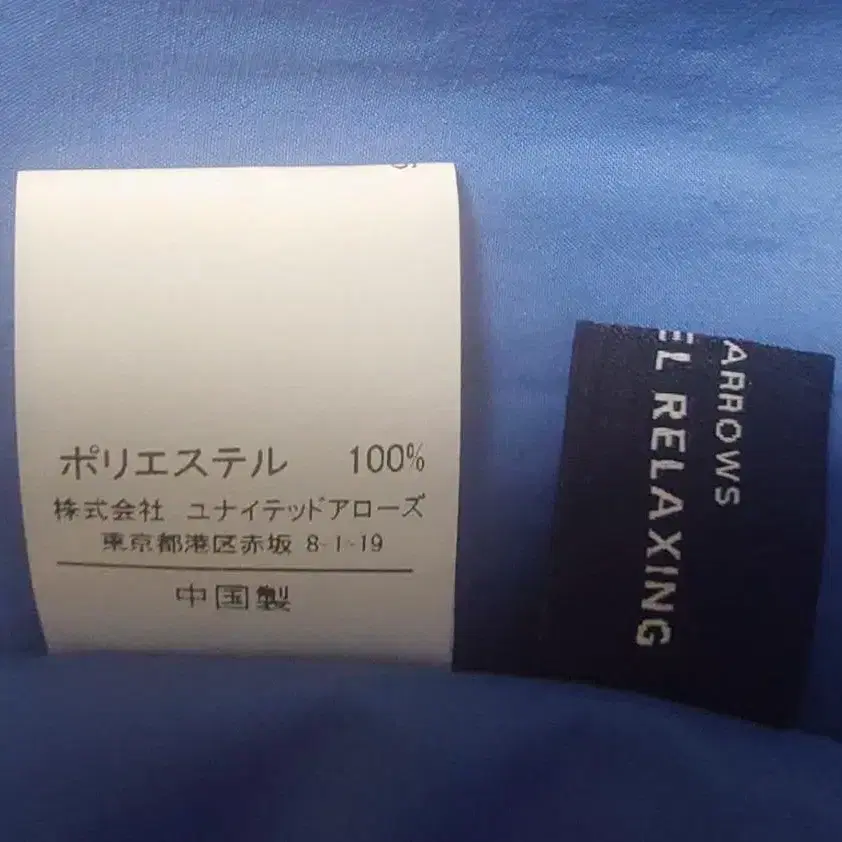 ポリエステル 100%
株式会社 ユナイテッドアローズ
東京都港区赤坂 8-1-19
中国製
ARROWS
EL RELAXING